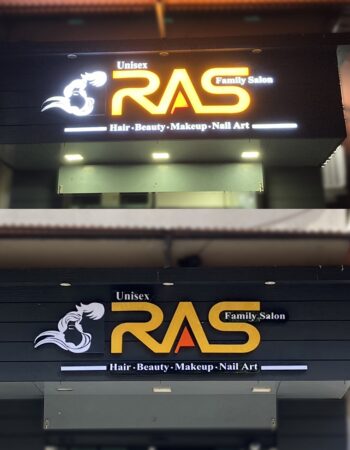 Unisex
RAS
Family Salon
Hair - Beauty - Makeup - Nail Art
Unisex
RAS
Family Salon
Hair - Beauty - Makeup - Nail Art